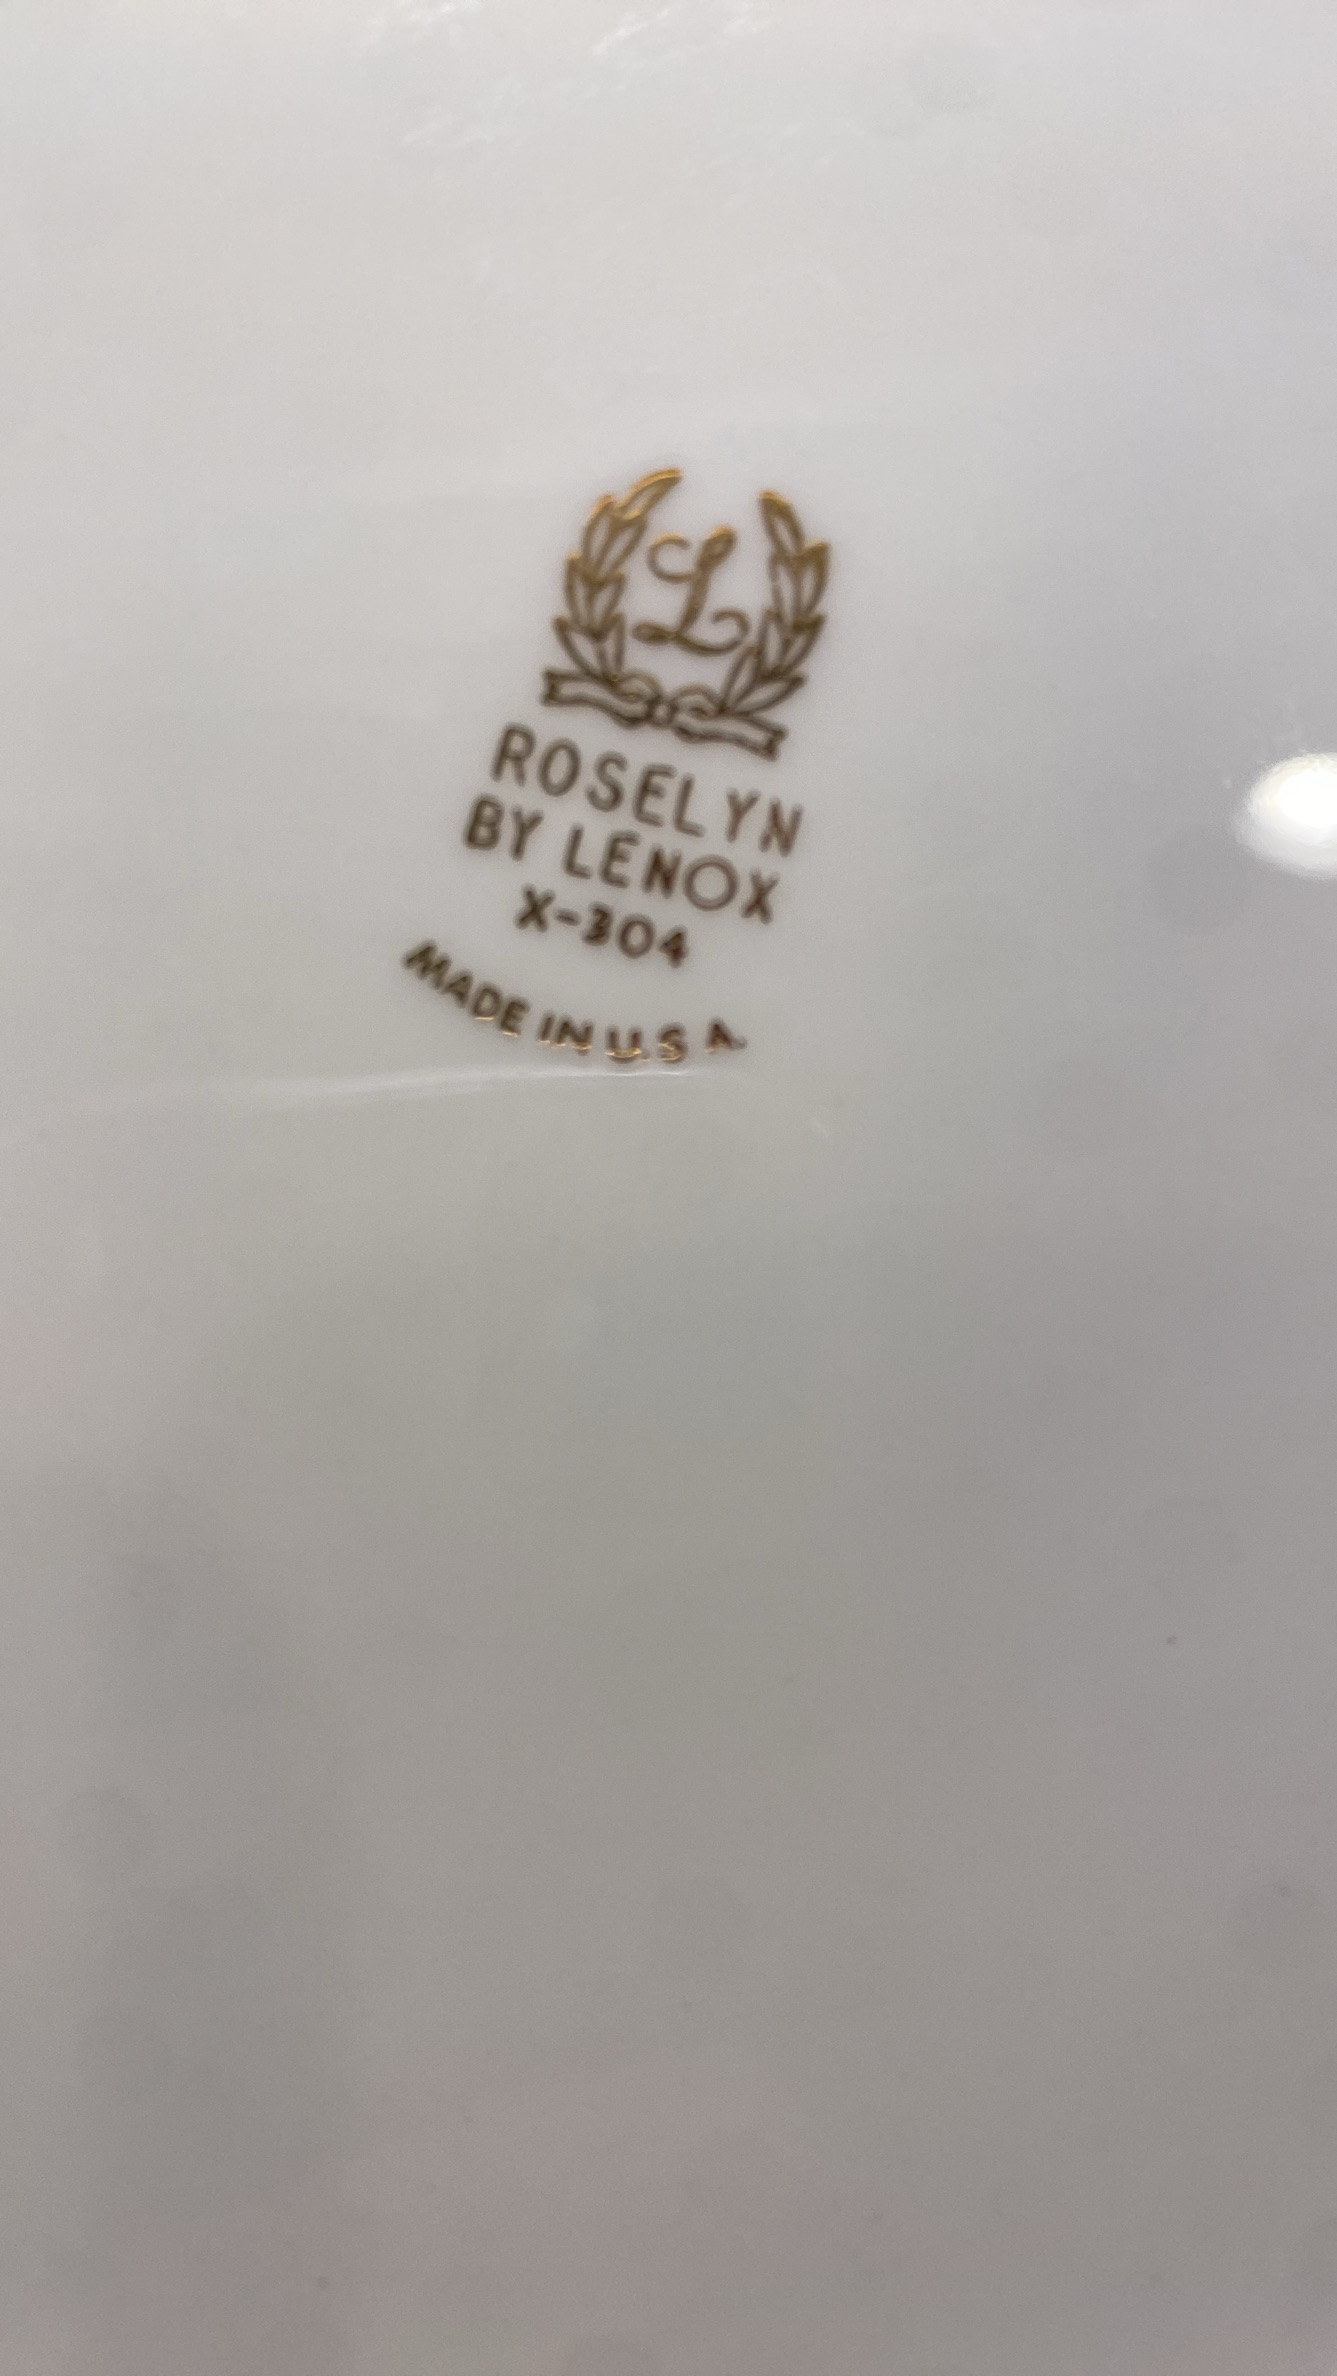 L
ROSELYN
BY LENOX
X-304
MADE IN U.S.A.